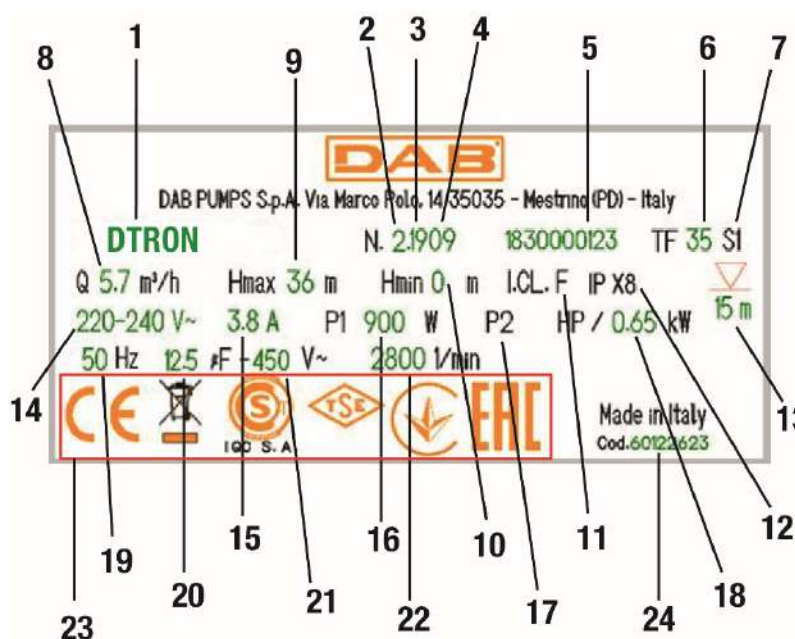 1 2 3 4 5 6 7
8 9
DAB
DAB PUMPS S.p.A. Via Marco Polo, 14 35035 - Mestrino (PD) - Italy
DTRON N. 2.1909 1830000123 TF 35 S1
Q 5.7 m³/h Hmax 36 m Hmin 0 m I.CL. F IP X8
220-240 V~ 3.8 A P1 900 W P2 HP / 0.65 kW 15 m
50 Hz 12.5 µF - 450 V~ 2800 1/min
14 13
CE S TSE EAC
IQC S.A.
Made in Italy
Cod.60122623
19 15 16 10 11 12
20 21 22 17 18
23 24